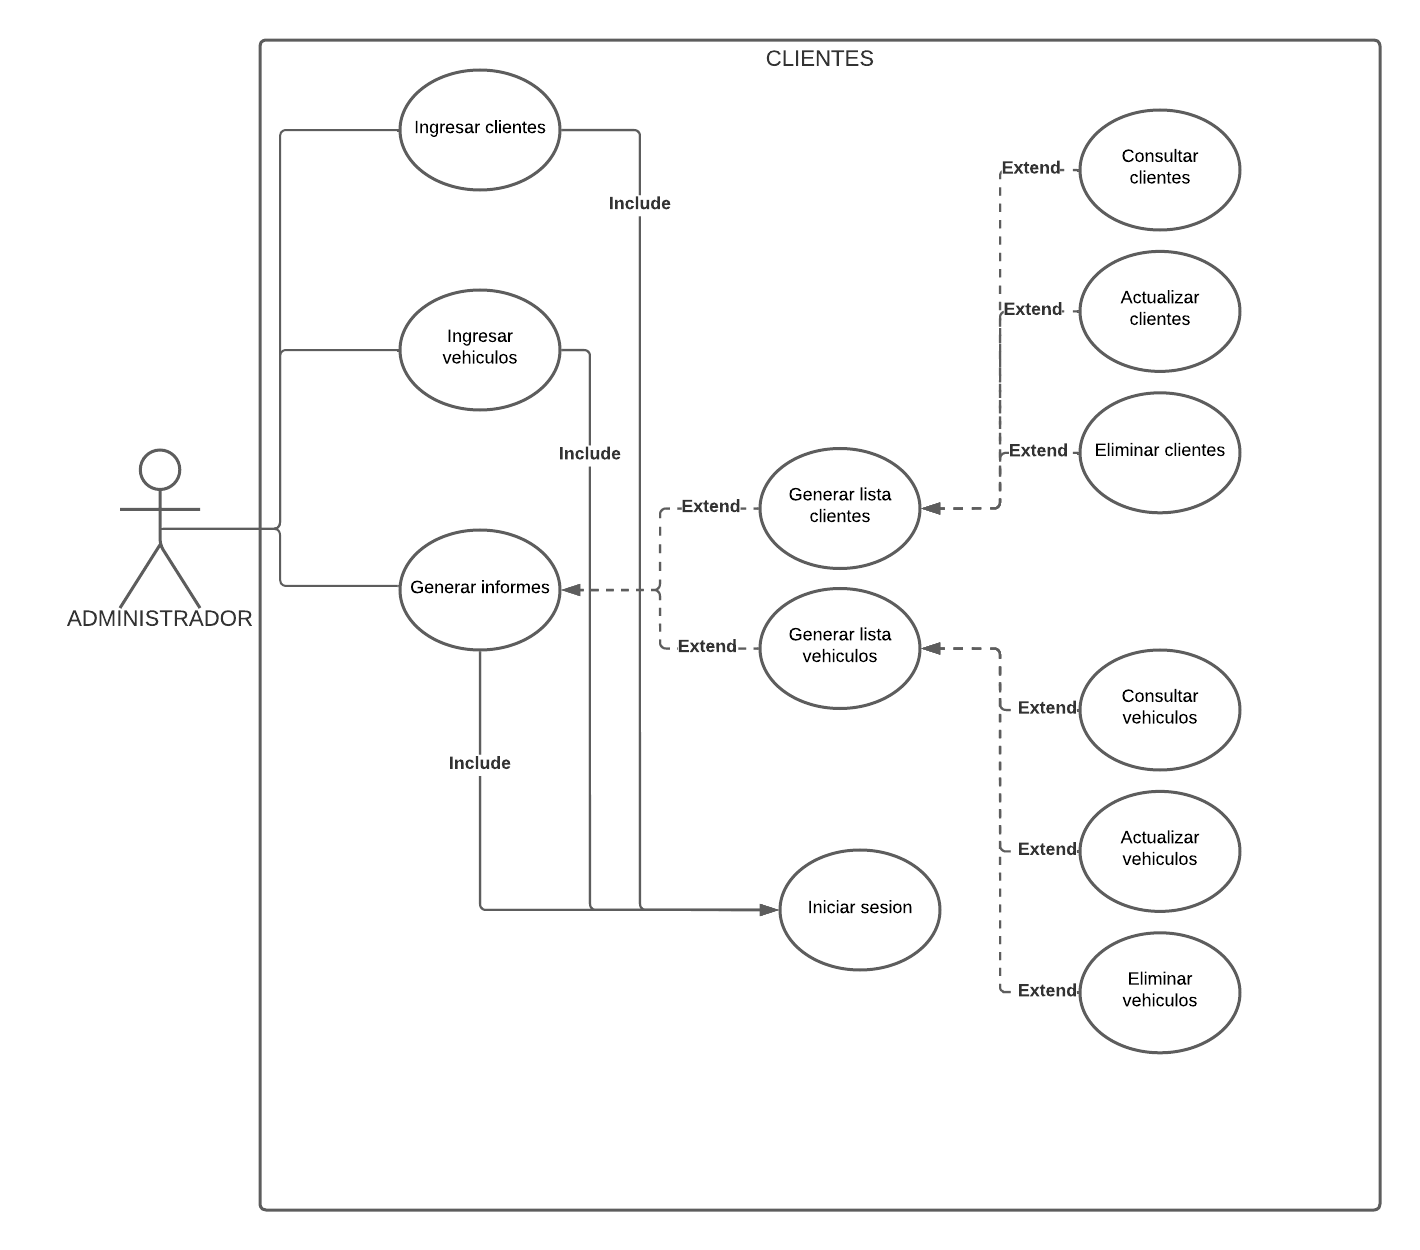 CLIENTES
Ingresar clientes
Include
Consultar
clientes
Extend
Actualizar
clientes
Extend
Ingresar
vehiculos
Include
Eliminar clientes
Extend
Generar lista
clientes
Extend
ADMINISTRADOR
Generar informes
Generar lista
vehiculos
Extend
Consultar
vehiculos
Extend
Include
Actualizar
vehiculos
Extend
Iniciar sesion
Eliminar
vehiculos
Extend